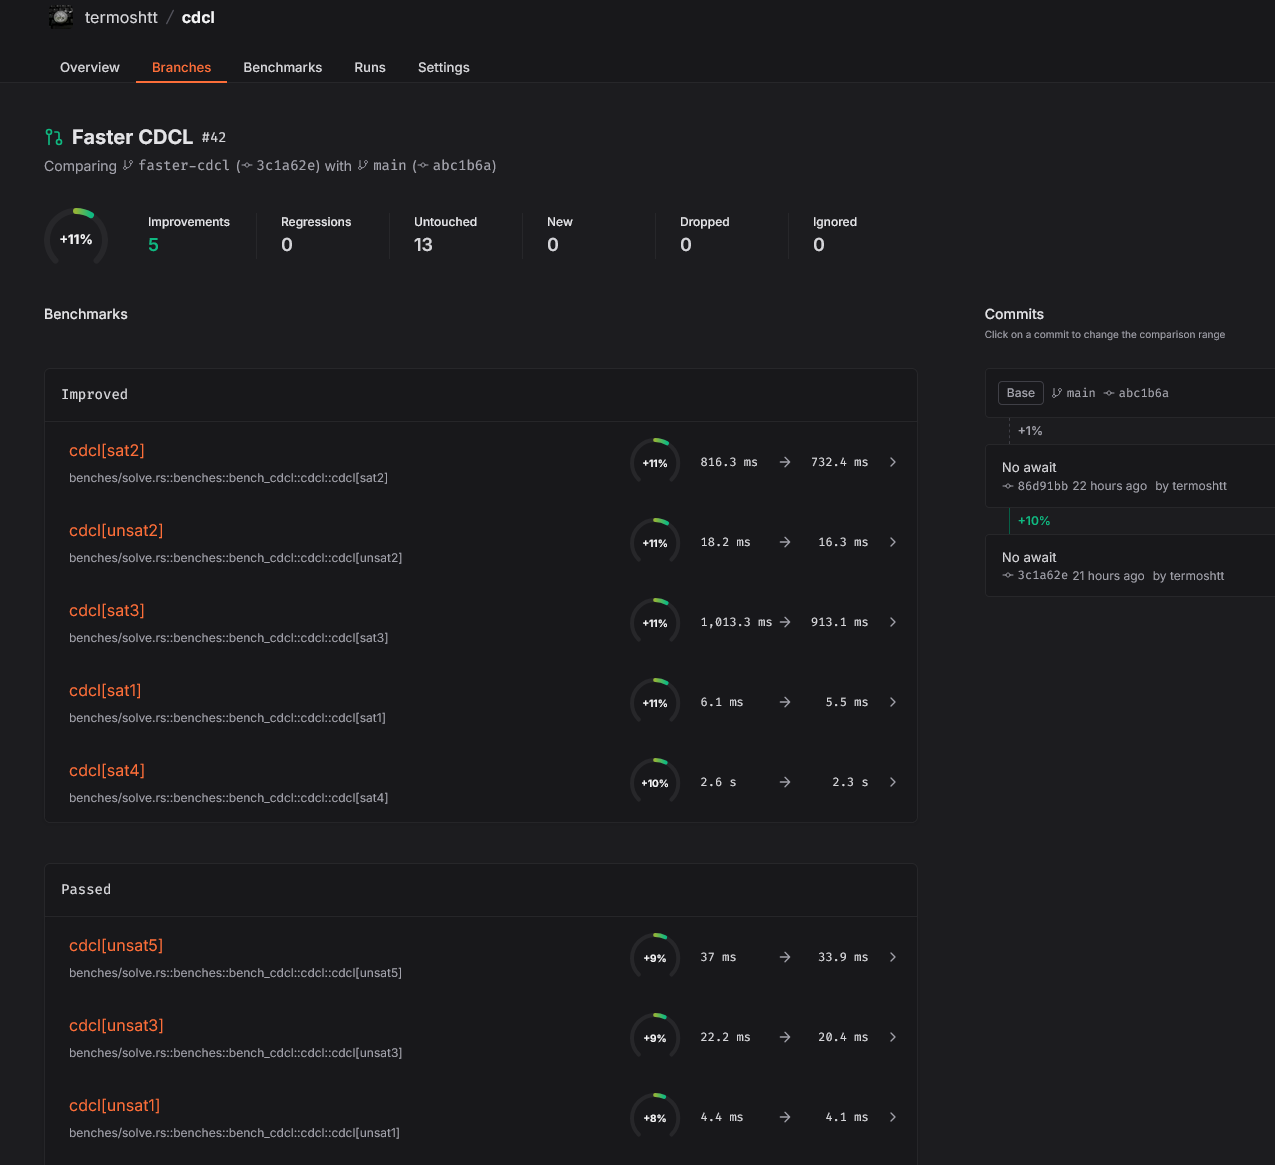 termoshtt / cdcl
Overview Branches Benchmarks Runs Settings
Faster CDCL #42
Comparing faster-cdcl (3c1a62e) with main (abc1b6a)
+11%
Improvements Regressions Untouched New Dropped Ignored
5 0 13 0 0 0
Benchmarks
Improved
cdcl[sat2]
benches/solve.rs::benches::bench_cdcl::cdcl::cdcl[sat2]
+11% 816.3 ms → 732.4 ms
cdcl[unsat2]
benches/solve.rs::benches::bench_cdcl::cdcl::cdcl[unsat2]
+11% 18.2 ms → 16.3 ms
cdcl[sat3]
benches/solve.rs::benches::bench_cdcl::cdcl::cdcl[sat3]
+11% 1,013.3 ms → 913.1 ms
cdcl[sat1]
benches/solve.rs::benches::bench_cdcl::cdcl::cdcl[sat1]
+11% 6.1 ms → 5.5 ms
cdcl[sat4]
benches/solve.rs::benches::bench_cdcl::cdcl::cdcl[sat4]
+10% 2.6 s → 2.3 s
Passed
cdcl[unsat5]
benches/solve.rs::benches::bench_cdcl::cdcl::cdcl[unsat5]
+9% 37 ms → 33.9 ms
cdcl[unsat3]
benches/solve.rs::benches::bench_cdcl::cdcl::cdcl[unsat3]
+9% 22.2 ms → 20.4 ms
cdcl[unsat1]
benches/solve.rs::benches::bench_cdcl::cdcl::cdcl[unsat1]
+8% 4.4 ms → 4.1 ms
Commits
Click on a commit to change the comparison range
Base main abc1b6a
+1%
No await
86d91bb 22 hours ago by termoshtt
+10%
No await
3c1a62e 21 hours ago by termoshtt